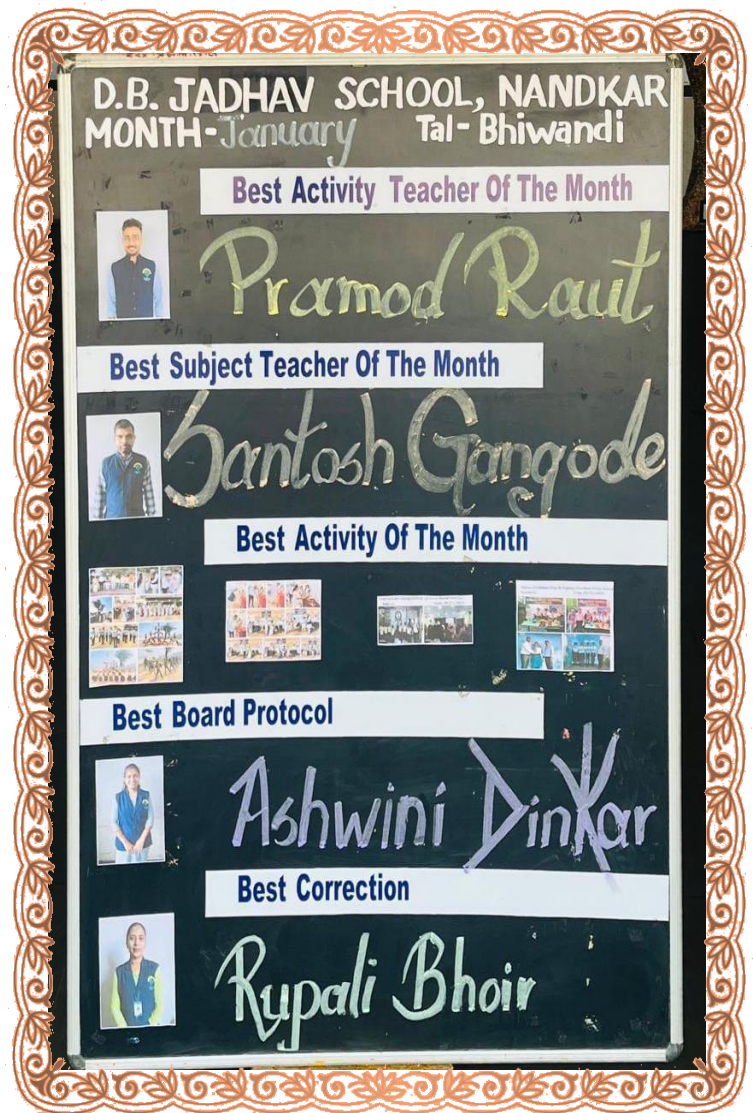 D.B. JADHAV SCHOOL, NANDKAR
MONTH-January Tal-Bhiwandi
Best Activity Teacher Of The Month
Pramod Raut
Best Subject Teacher Of The Month
Santosh Gangode
Best Activity Of The Month
Best Board Protocol
Ashwini Dinkar
Best Correction
Rupali Bhoir